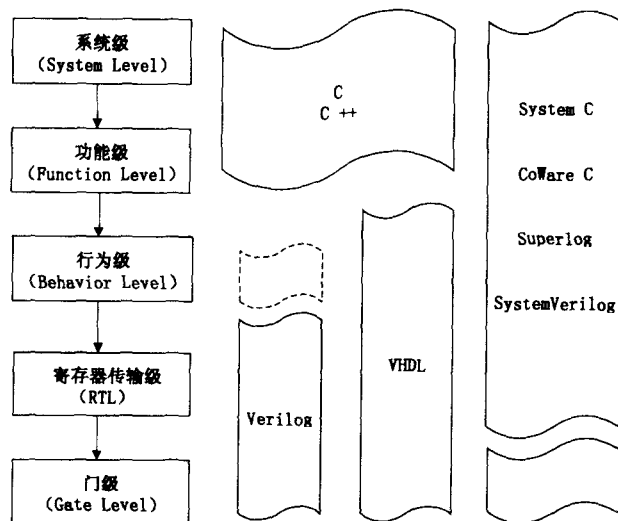 系统级
(System Level)
功能级
(Function Level)
行为级
(Behavior Level)
寄存器传输级
(RTL)
门级
(Gate Level)
C
C ++
Verilog
VHDL
System C
CoWare C
Superlog
SystemVerilog